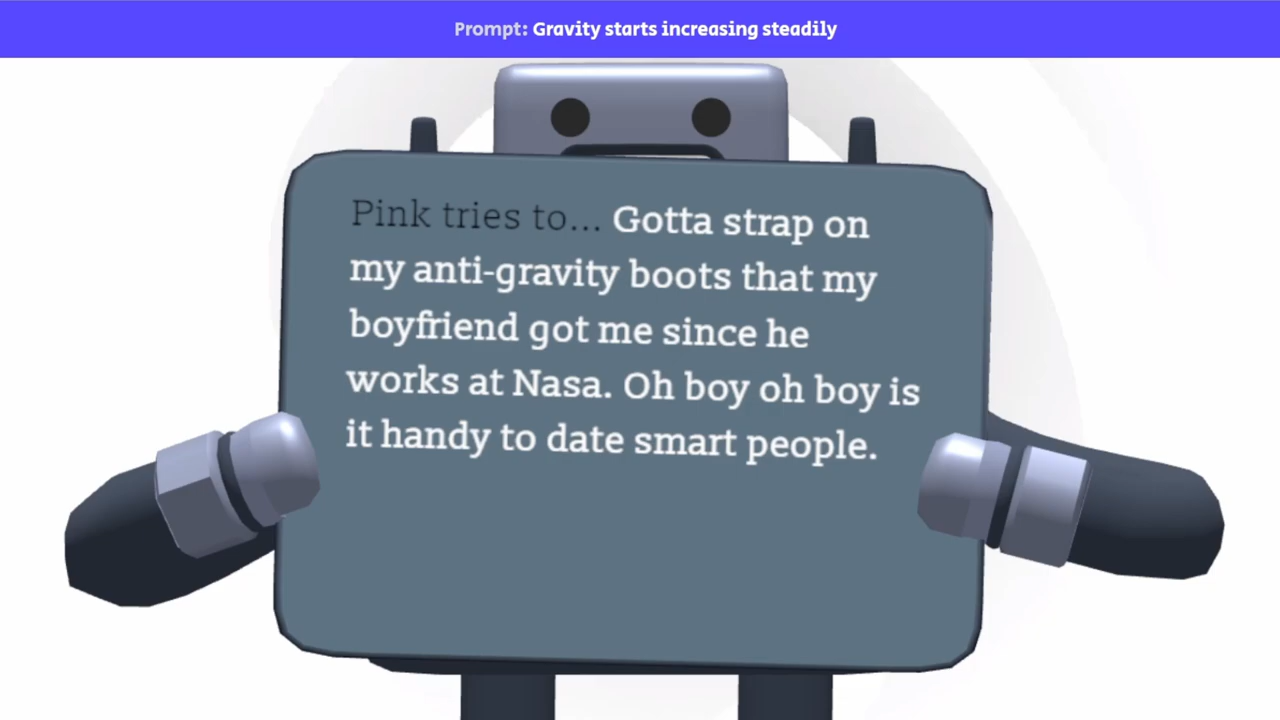 Prompt: Gravity starts increasing steadily
Pink tries to... Gotta strap on
my anti-gravity boots that my
boyfriend got me since he
works at Nasa. Oh boy oh boy is
it handy to date smart people.